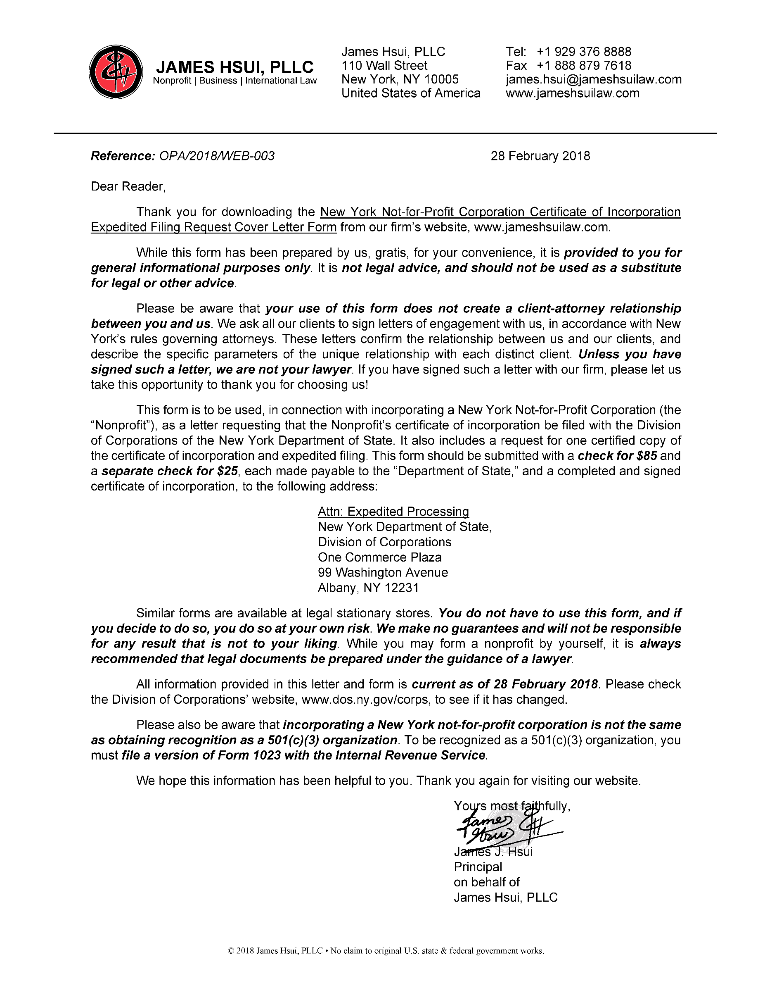 JAMES HSUI, PLLC
Nonprofit | Business | International Law
James Hsui, PLLC
110 Wall Street
New York, NY 10005
United States of America
Tel: +1 929 376 8888
Fax +1 888 879 7618
james.hsui@jameshsuilaw.com
www.jameshsuilaw.com
Reference: OPA/2018/WEB-003 28 February 2018
Dear Reader,
Thank you for downloading the New York Not-for-Profit Corporation Certificate of Incorporation
Expedited Filing Request Cover Letter Form from our firm's website, www.jameshsuilaw.com.
While this form has been prepared by us, gratis, for your convenience, it is provided to you for
general informational purposes only. It is not legal advice, and should not be used as a substitute
for legal or other advice.
Please be aware that your use of this form does not create a client-attorney relationship
between you and us. We ask all our clients to sign letters of engagement with us, in accordance with New
York's rules governing attorneys. These letters confirm the relationship between us and our clients, and
describe the specific parameters of the unique relationship with each distinct client. Unless you have
signed such a letter, we are not your lawyer. If you have signed such a letter with our firm, please let us
take this opportunity to thank you for choosing us!
This form is to be used, in connection with incorporating a New York Not-for-Profit Corporation (the
“Nonprofit”), as a letter requesting that the Nonprofit's certificate of incorporation be filed with the Division
of Corporations of the New York Department of State. It also includes a request for one certified copy of
the certificate of incorporation and expedited filing. This form should be submitted with a check for $85 and
a separate check for $25, each made payable to the “Department of State,” and a completed and signed
certificate of incorporation, to the following address:
Attn: Expedited Processing
New York Department of State,
Division of Corporations
One Commerce Plaza
99 Washington Avenue
Albany, NY 12231
Similar forms are available at legal stationary stores. You do not have to use this form, and if
you decide to do so, you do so at your own risk. We make no guarantees and will not be responsible
for any result that is not to your liking. While you may form a nonprofit by yourself, it is always
recommended that legal documents be prepared under the guidance of a lawyer.
All information provided in this letter and form is current as of 28 February 2018. Please check
the Division of Corporations' website, www.dos.ny.gov/corps, to see if it has changed.
Please also be aware that incorporating a New York not-for-profit corporation is not the same
as obtaining recognition as a 501(c)(3) organization. To be recognized as a 501(c)(3) organization, you
must file a version of Form 1023 with the Internal Revenue Service.
We hope this information has been helpful to you. Thank you again for visiting our website.
Yours most faithfully,
James
Hsui
James J. Hsui
Principal
on behalf of
James Hsui, PLLC
© 2018 James Hsui, PLLC • No claim to original U.S. state & federal government works.